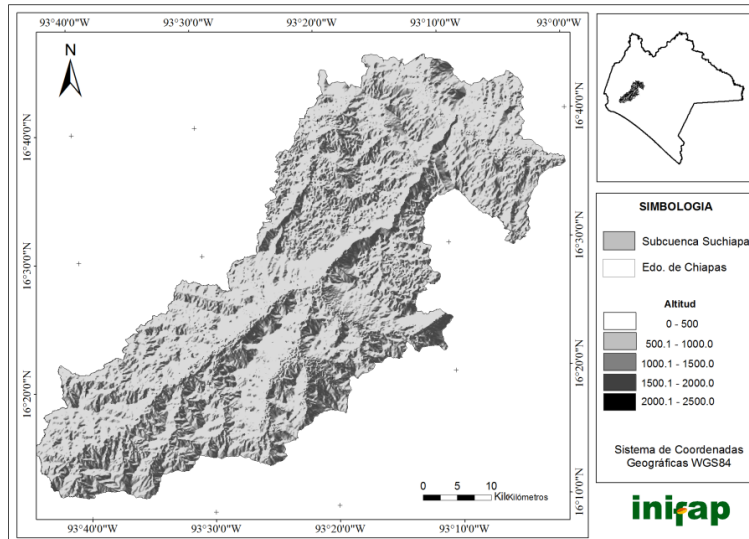 93°40'0"W 93°30'0"W 93°20'0"W 93°10'0"W 93°0'0"W
N
16°40'0"N
16°30'0"N
16°20'0"N
16°40'0"N
16°30'0"N
16°20'0"N
16°10'0"N
0 5 10
KilKilómetros
93°40'0"W 93°30'0"W 93°20'0"W 93°10'0"W
SIMBOLOGIA
Subcuenca Suchiapa
Edo. de Chiapas
Altitud
0 - 500
500.1 - 1000.0
1000.1 - 1500.0
1500.1 - 2000.0
2000.1 - 2500.0
Sistema de Coordenadas
Geográficas WGS84
inifap